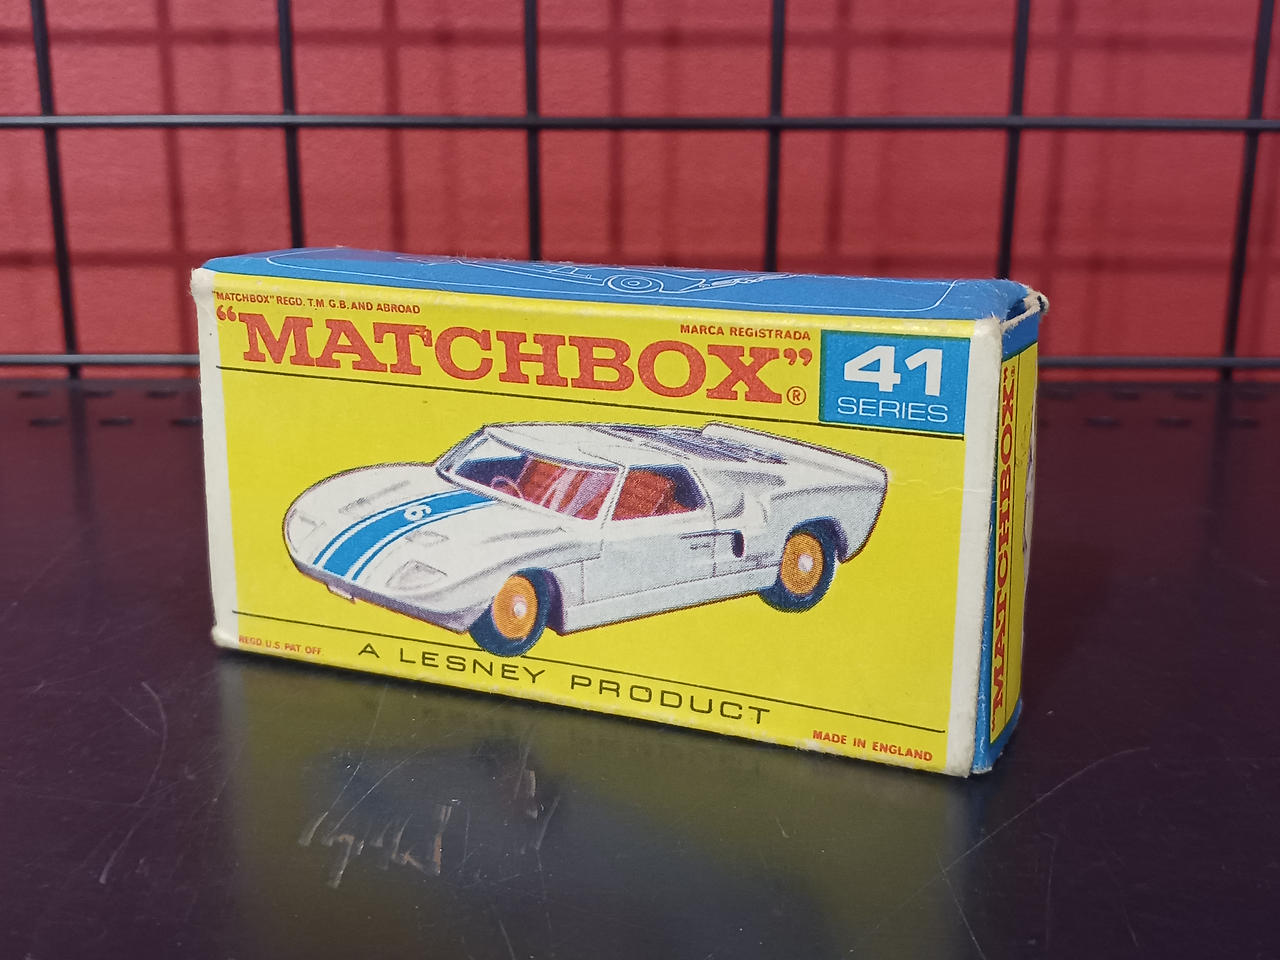 "MATCHBOX" REGD. T.M G.B. AND ABROAD
MARCA REGISTRADA
"MATCHBOX"®
41
SERIES
6
REGD. U.S. PAT. OFF.
A LESNEY PRODUCT
MADE IN ENGLAND
"MATCHBOX"®